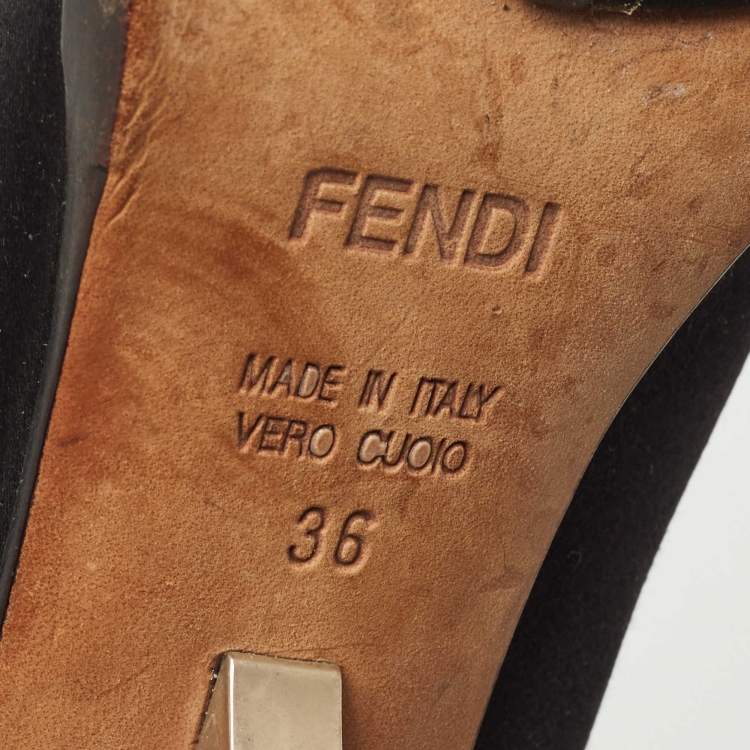 FENDI
MADE IN ITALY
VERO CUOIO
36